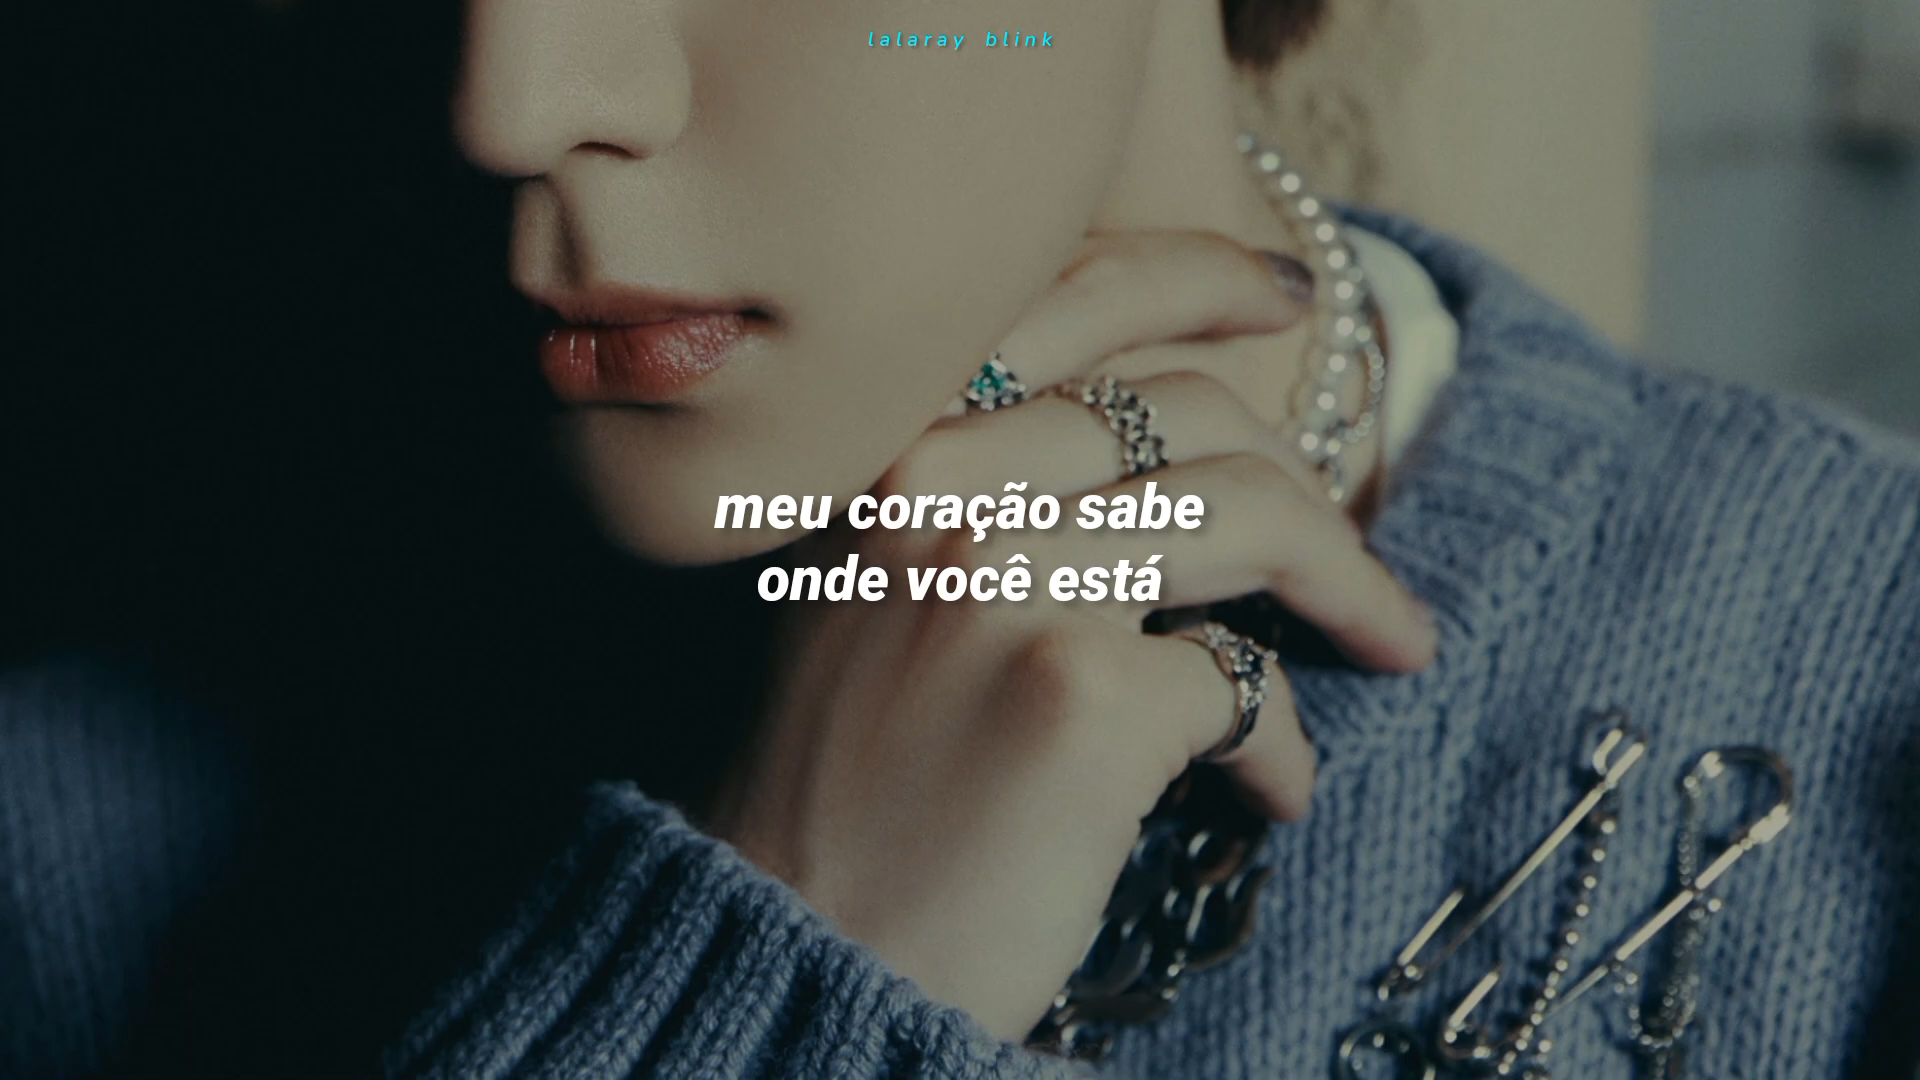 lalaray blink
meu coração sabe
onde você está